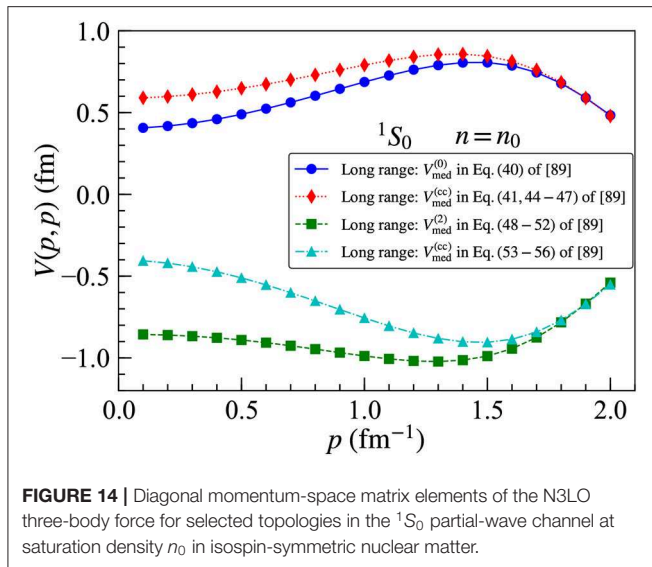 1.0
0.5
0.0
−0.5
−1.0
V(p,p) (fm)
¹S₀ n = n₀
Long range: V_med^(0) in Eq. (40) of [89]
Long range: V_med^(cc) in Eq. (41, 44 − 47) of [89]
Long range: V_med^(2) in Eq. (48 − 52) of [89]
Long range: V_med^(cc) in Eq. (53 − 56) of [89]
0.0 0.5 1.0 1.5 2.0
p (fm⁻¹)
FIGURE 14 | Diagonal momentum-space matrix elements of the N3LO
three-body force for selected topologies in the ¹S₀ partial-wave channel at
saturation density n₀ in isospin-symmetric nuclear matter.